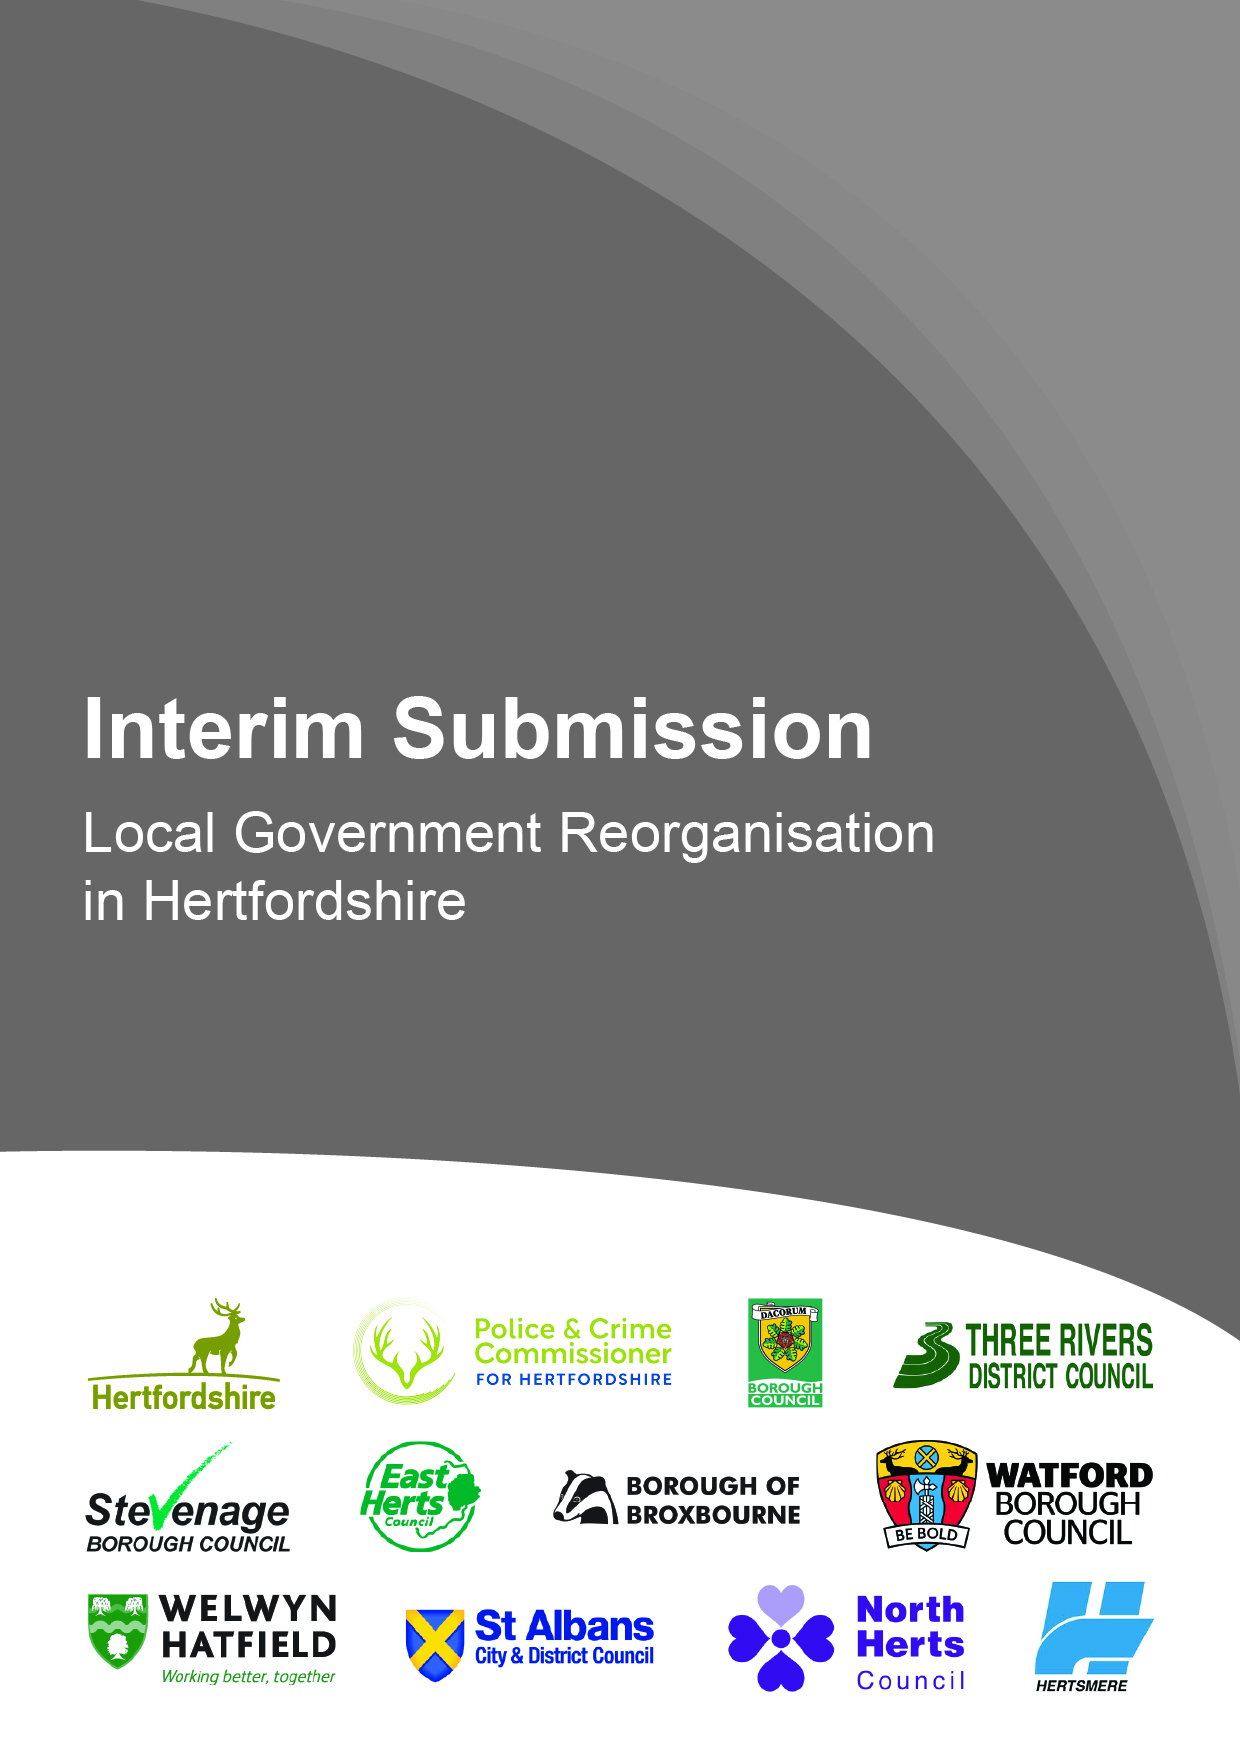 Interim Submission
Local Government Reorganisation
in Hertfordshire
Hertfordshire
Police & Crime
Commissioner
FOR HERTFORDSHIRE
DACORUM
BOROUGH
COUNCIL
THREE RIVERS
DISTRICT COUNCIL
Stevenage
BOROUGH COUNCIL
East
Herts
Council
BOROUGH OF
BROXBOURNE
BE BOLD
WATFORD
BOROUGH
COUNCIL
WELWYN
HATFIELD
Working better, together
St Albans
City & District Council
North
Herts
Council
HERTSMERE